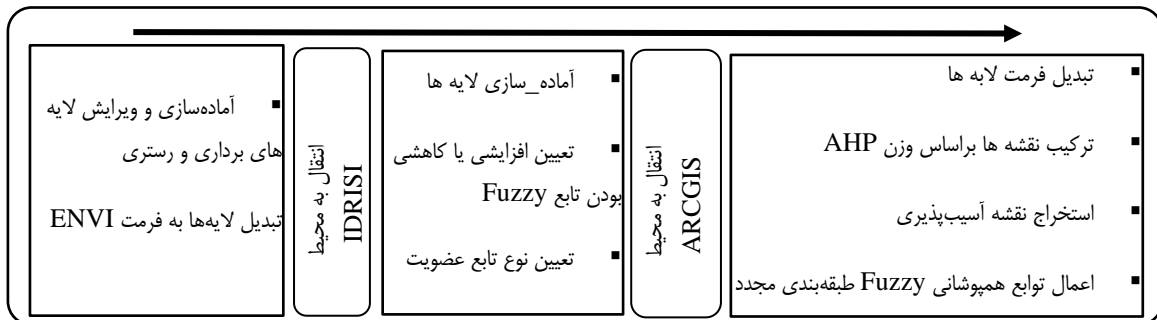 آماده‌سازی و ویرایش لایه
های برداری و رستری
تبدیل لایه‌ها به فرمت ENVI
انتقال به محیط
IDRISI
آماده_سازی لایه ها
تعیین افزایشی یا کاهشی
بودن تابع Fuzzy
تعیین نوع تابع عضویت
انتقال به محیط
ARCGIS
تبدیل فرمت لابه ها
ترکیب نقشه ها براساس وزن AHP
استخراج نقشه آسیب‌پذیری
اعمال توابع همپوشانی Fuzzy طبقه‌بندی مجدد